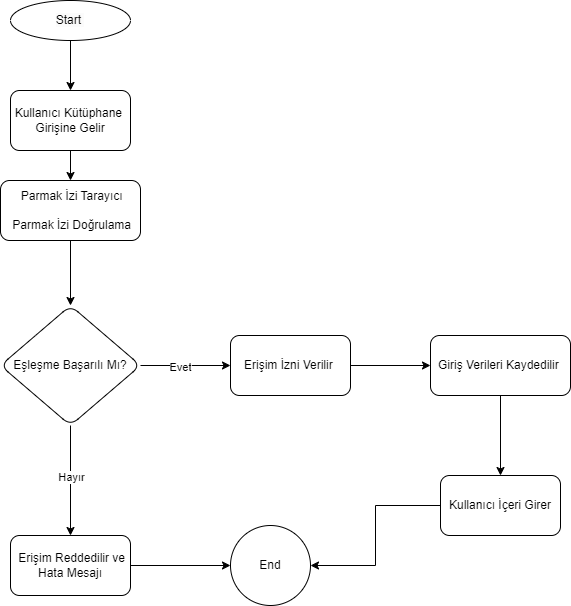 Start
Kullanıcı Kütüphane
Girişine Gelir
Parmak İzi Tarayıcı
Parmak İzi Doğrulama
Eşleşme Başarılı Mı?
Evet
Erişim İzni Verilir
Giriş Verileri Kaydedilir
Hayır
Kullanıcı İçeri Girer
Erişim Reddedilir ve
Hata Mesajı
End